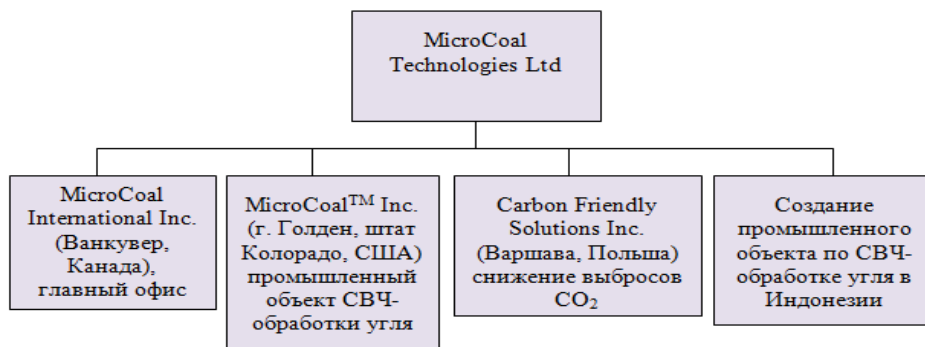 MicroCoal
Technologies Ltd
MicroCoal
International Inc.
(Ванкувер,
Канада),
главный офис
MicroCoalTM Inc.
(г. Голден, штат
Колорадо, США)
промышленный
объект СВЧ-
обработки угля
Carbon Friendly
Solutions Inc.
(Варшава, Польша)
снижение выбросов
CO2
Создание
промышленного
объекта по СВЧ-
обработке угля в
Индонезии